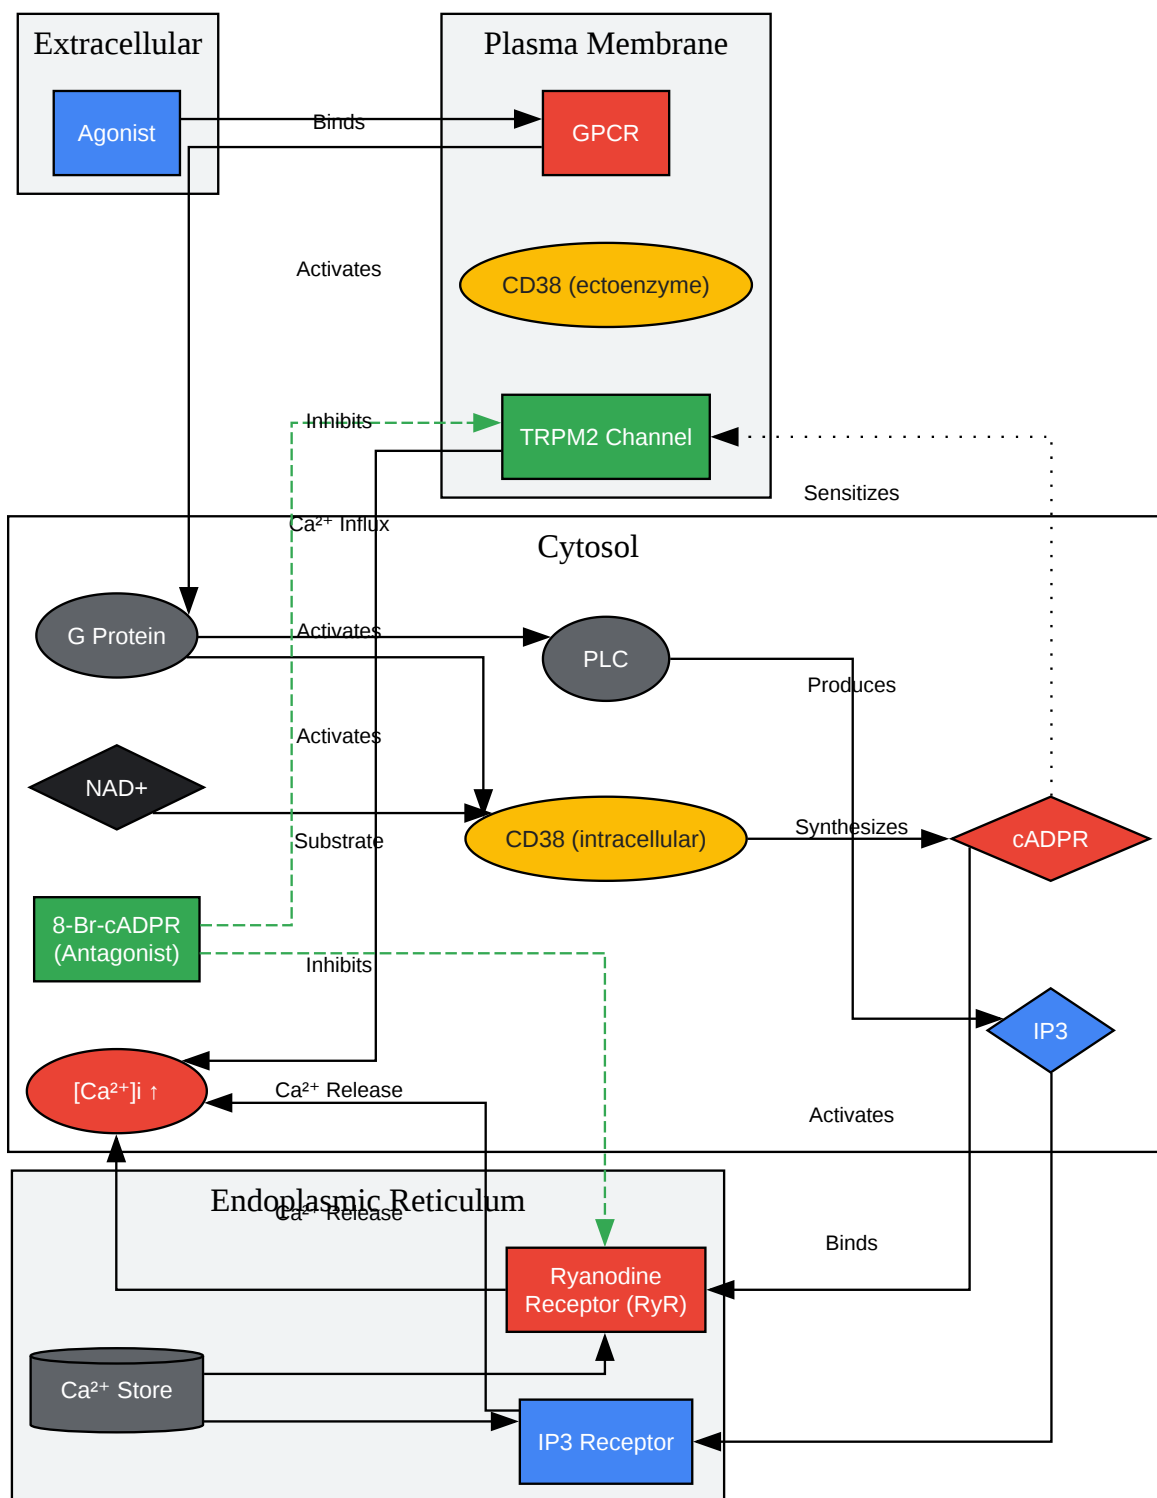 Extracellular
Plasma Membrane
Agonist
Binds
GPCR
Activates
CD38 (ectoenzyme)
Inhibits
TRPM2 Channel
Sensitizes
Ca²⁺ Influx
Cytosol
G Protein
Activates
PLC
Produces
Activates
NAD+
Substrate
CD38 (intracellular)
Synthesizes
cADPR
8-Br-cADPR
(Antagonist)
Inhibits
IP3
[Ca²⁺]i ↑
Ca²⁺ Release
Activates
Endoplasmic Reticulum
Ca²⁺ Release
Binds
Ryanodine
Receptor (RyR)
Ca²⁺ Store
IP3 Receptor